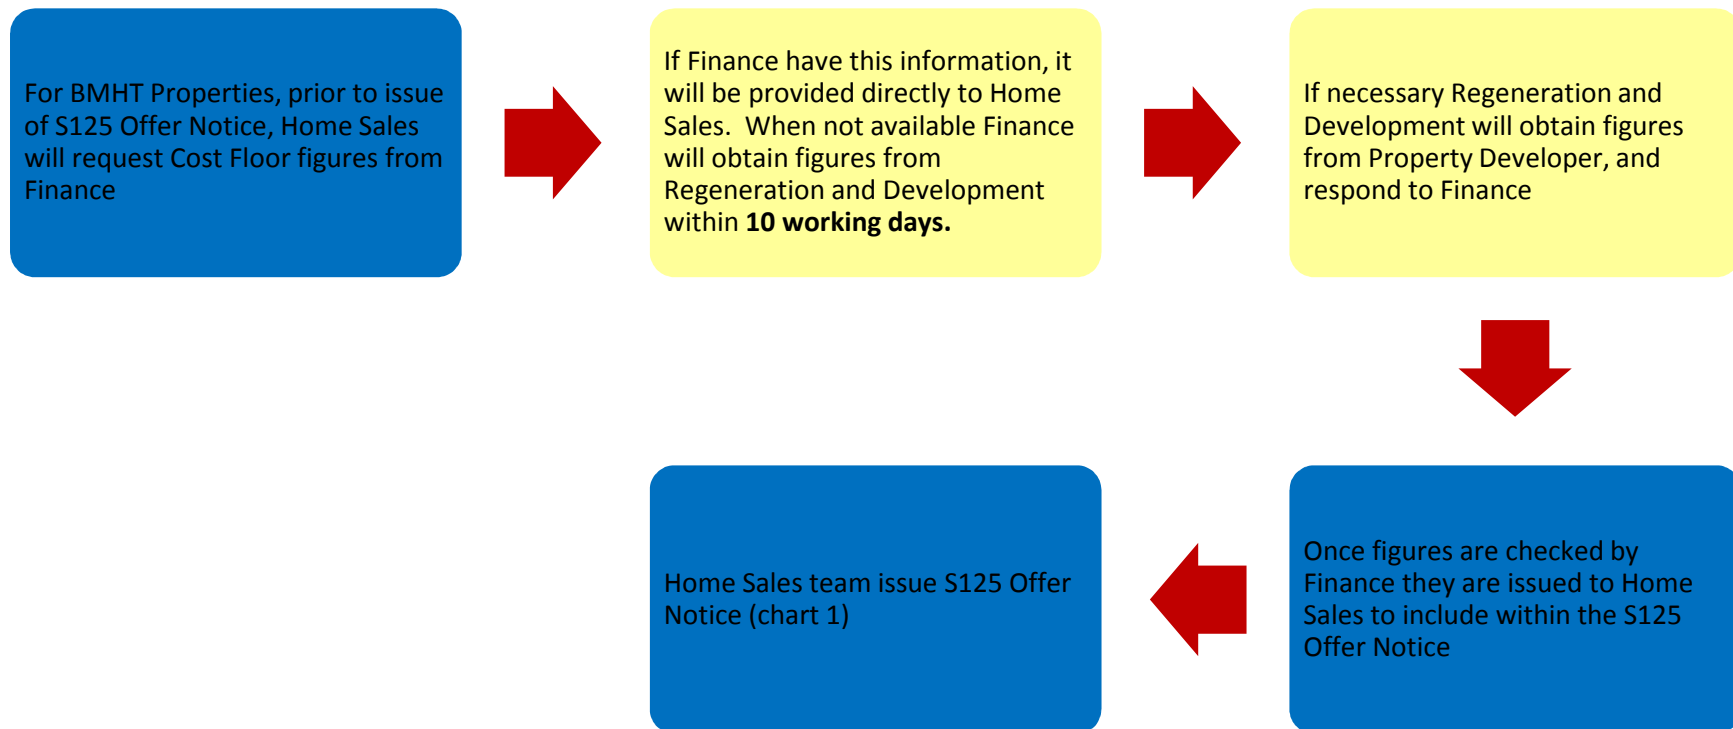 For BMHT Properties, prior to issue
of S125 Offer Notice, Home Sales
will request Cost Floor figures from
Finance
If Finance have this information, it
will be provided directly to Home
Sales.  When not available Finance
will obtain figures from
Regeneration and Development
within 10 working days.
If necessary Regeneration and
Development will obtain figures
from Property Developer, and
respond to Finance
Once figures are checked by
Finance they are issued to Home
Sales to include within the S125
Offer Notice
Home Sales team issue S125 Offer
Notice (chart 1)